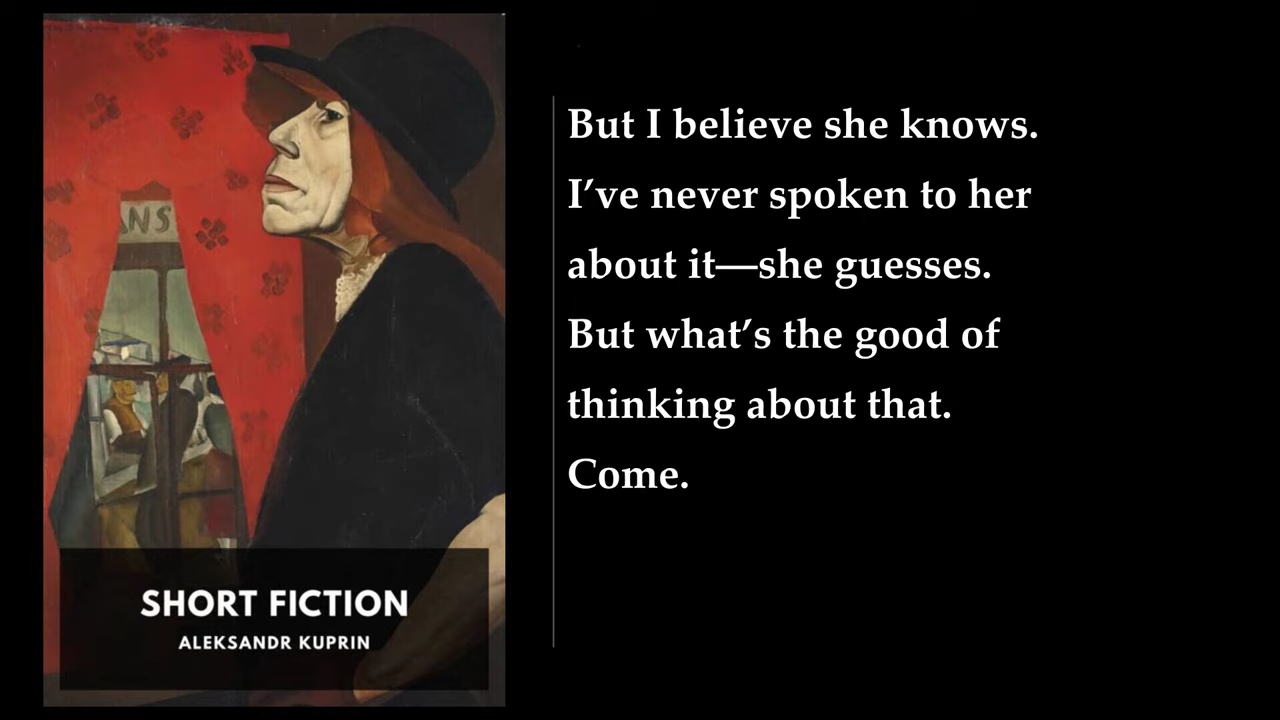 ANS
SHORT FICTION
ALEKSANDR KUPRIN
But I believe she knows.
I’ve never spoken to her
about it—she guesses.
But what’s the good of
thinking about that.
Come.